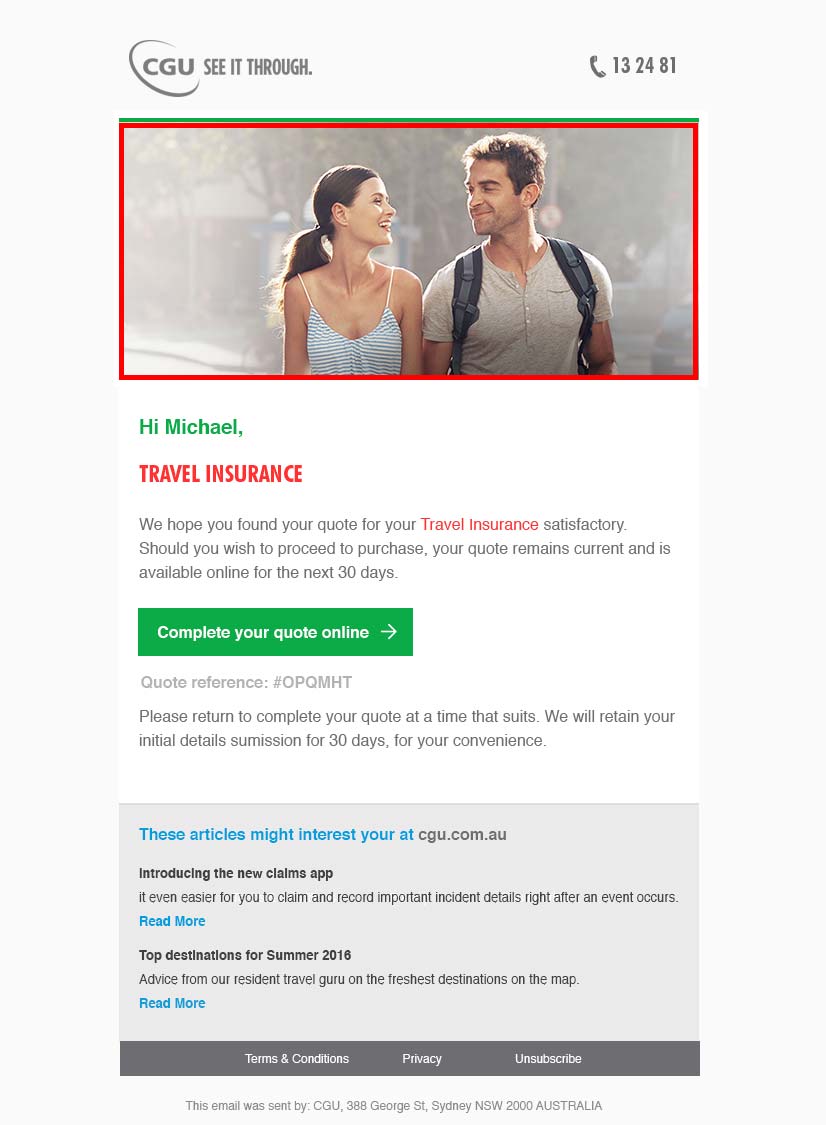 CGU SEE IT THROUGH.
13 24 81
Hi Michael,
TRAVEL INSURANCE
We hope you found your quote for your Travel Insurance satisfactory.
Should you wish to proceed to purchase, your quote remains current and is
available online for the next 30 days.
Complete your quote online
Quote reference: #OPQMHT
Please return to complete your quote at a time that suits. We will retain your
initial details sumission for 30 days, for your convenience.
These articles might interest your at cgu.com.au
Introducing the new claims app
it even easier for you to claim and record important incident details right after an event occurs.
Read More
Top destinations for Summer 2016
Advice from our resident travel guru on the freshest destinations on the map.
Read More
Terms & Conditions Privacy Unsubscribe
This email was sent by: CGU, 388 George St, Sydney NSW 2000 AUSTRALIA